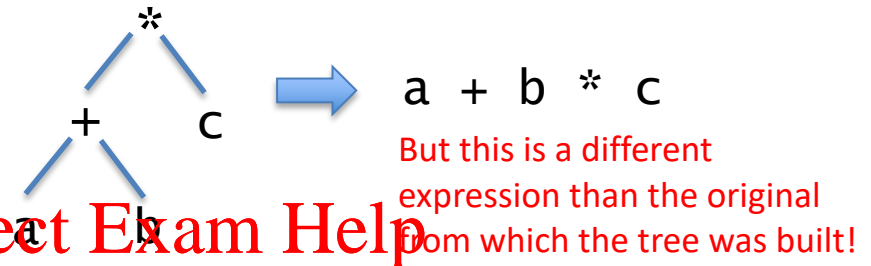 *
+ c
a b
a + b * c
But this is a different
expression than the original
from which the tree was built!
ect Exam Help